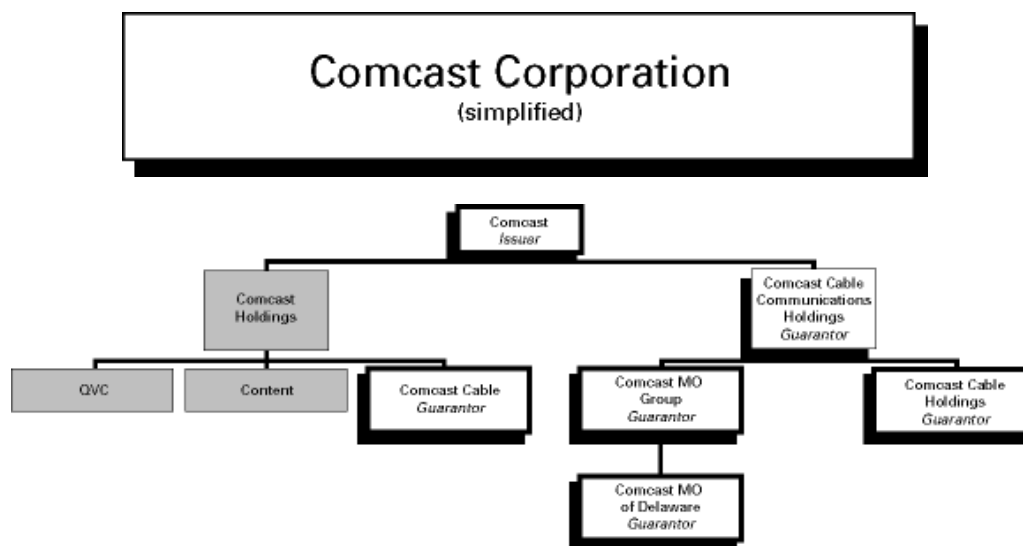 Comcast Corporation
(simplified)
Comcast
Issuer
Comcast
Holdings
Comcast Cable
Communications
Holdings
Guarantor
QVC
Content
Comcast Cable
Guarantor
Comcast MO
Group
Guarantor
Comcast Cable
Holdings
Guarantor
Comcast MO
of Delaware
Guarantor